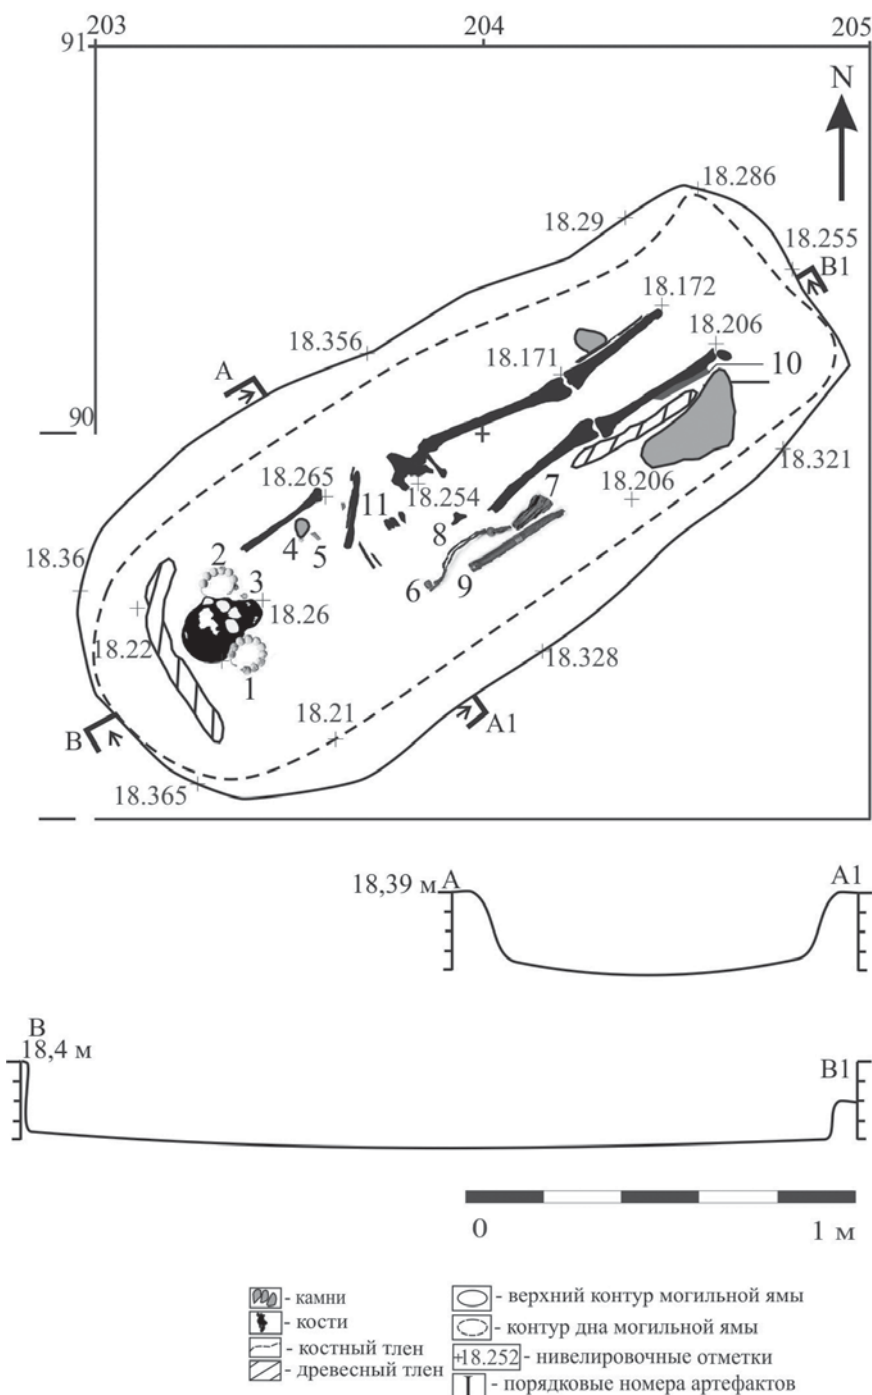 203 204 205
91
N
18.286
18.29
18.255
B1
18.172
18.356
18.206
18.171
10
A
90
18.321
18.265
18.254
7
18.206
11
8
4
5
2
18.36
3
6
9
18.26
18.22
18.328
1
18.21
A1
B
18.365
18,39 м A
A1
B
18,4 м
B1
0 1 м
- камни
- кости
- костный тлен
- древесный тлен
- верхний контур могильной ямы
- контур дна могильной ямы
+18.252 - нивелировочные отметки
1 - порядковые номера артефактов